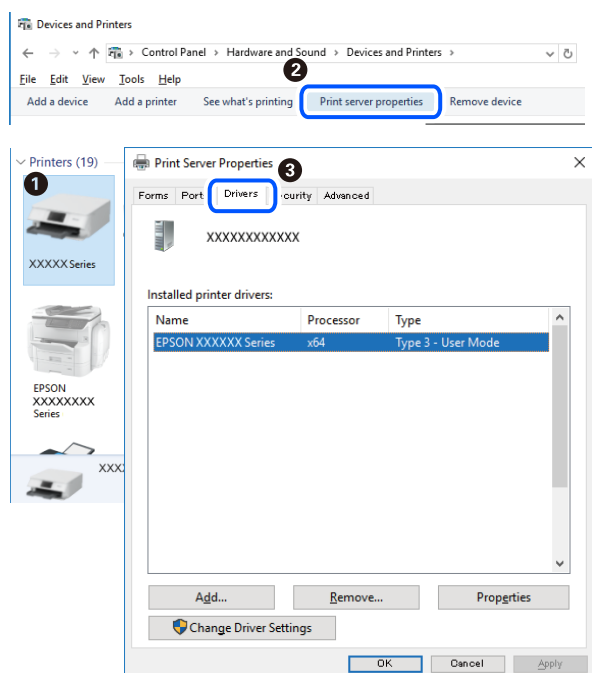 Devices and Printers
Control Panel > Hardware and Sound > Devices and Printers >
2
File Edit View Tools Help
Add a device Add a printer See what's printing Print server properties Remove device
Printers (19)
1
XXXXX Series
EPSON
XXXXXXXX
Series
XXX
Print Server Properties
3
Forms Port Drivers curity Advanced
XXXXXXXXXXXX
Installed printer drivers:
Name Processor Type
EPSON XXXXXX Series x64 Type 3 - User Mode
Add... Remove... Properties
Change Driver Settings
OK Cancel Apply